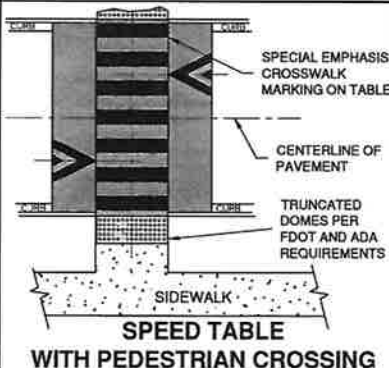 CURB
CURB
SPECIAL EMPHASIS
CROSSWALK
MARKING ON TABLE
CENTERLINE OF
PAVEMENT
CURB
CURB
TRUNCATED
DOMES PER
FDOT AND ADA
REQUIREMENTS
SIDEWALK
SPEED TABLE
WITH PEDESTRIAN CROSSING